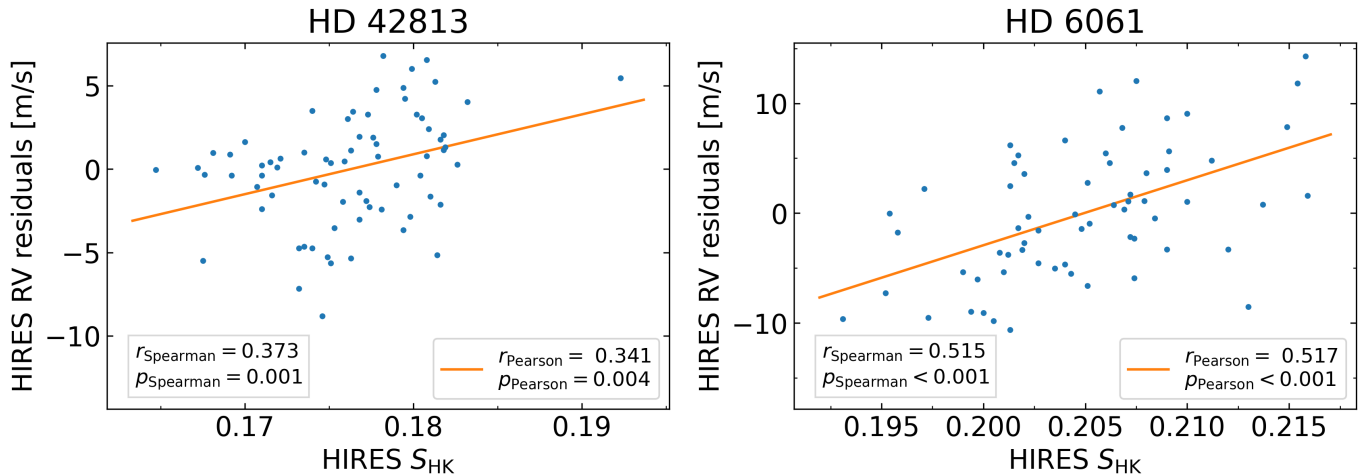 HD 42813
HIRES RV residuals [m/s]
5
0
−5
−10
r_Spearman = 0.373
p_Spearman = 0.001
r_Pearson = 0.341
p_Pearson = 0.004
0.17
0.18
0.19
HIRES S_HK
HD 6061
HIRES RV residuals [m/s]
10
0
−10
r_Spearman = 0.515
p_Spearman < 0.001
r_Pearson = 0.517
p_Pearson < 0.001
0.195
0.200
0.205
0.210
0.215
HIRES S_HK